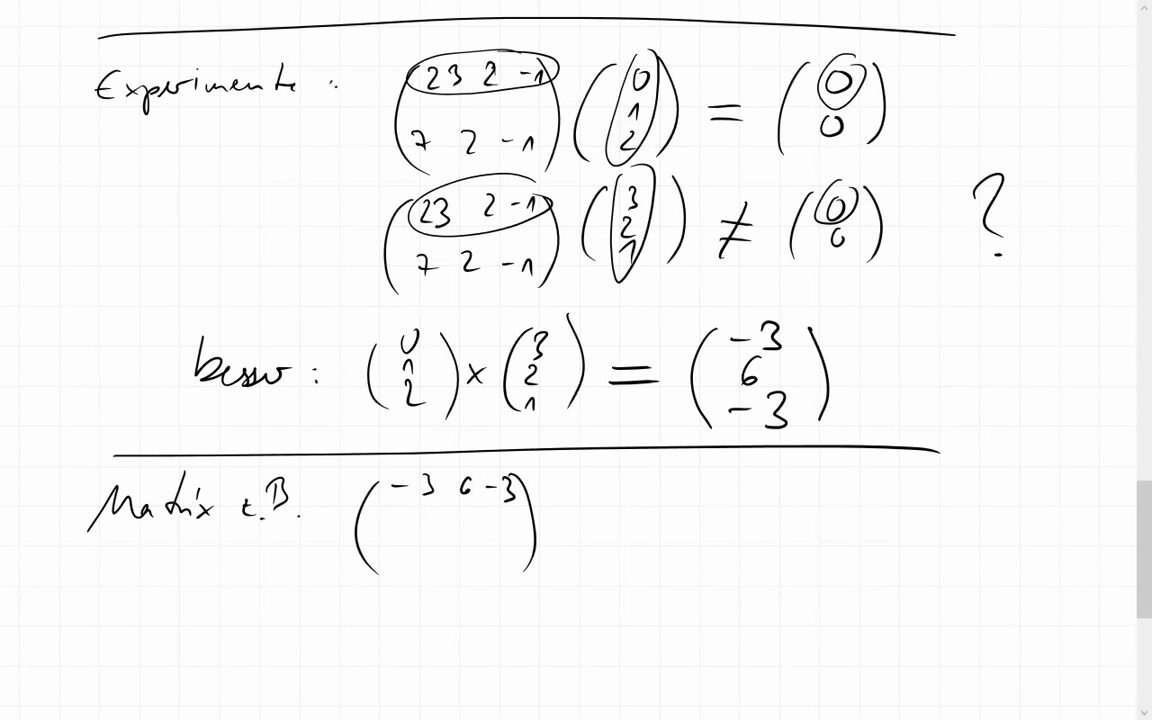 Experimente : (23 2 -1) (0) = (0)
(7 2 -1) (1) (0)
(2)
(23 2 -1) (3) ≠ (0) ?
(7 2 -1) (2) (0)
(1)
besser : (0) × (3) = (-3)
(1) (2) (6)
(2) (1) (-3)
Matrix z.B. (-3 6 -3)